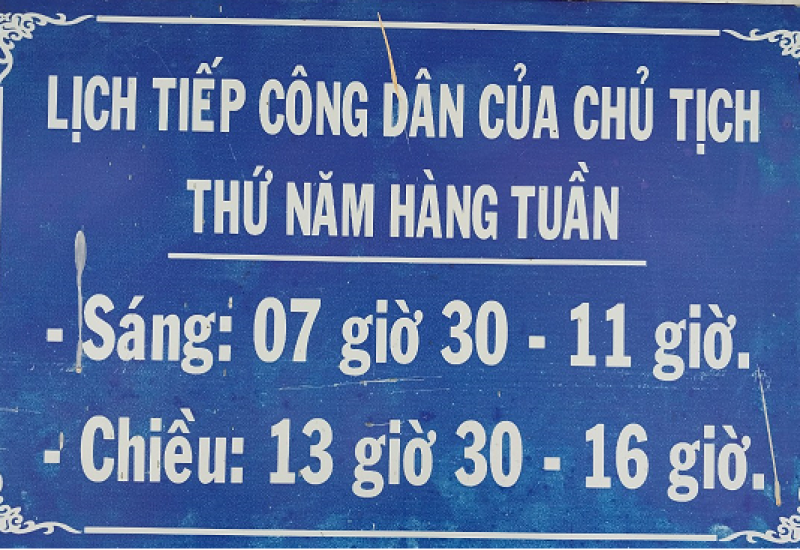 LỊCH TIẾP CÔNG DÂN CỦA CHỦ TỊCH
THỨ NĂM HÀNG TUẦN
- Sáng: 07 giờ 30 - 11 giờ.
- Chiều: 13 giờ 30 - 16 giờ.